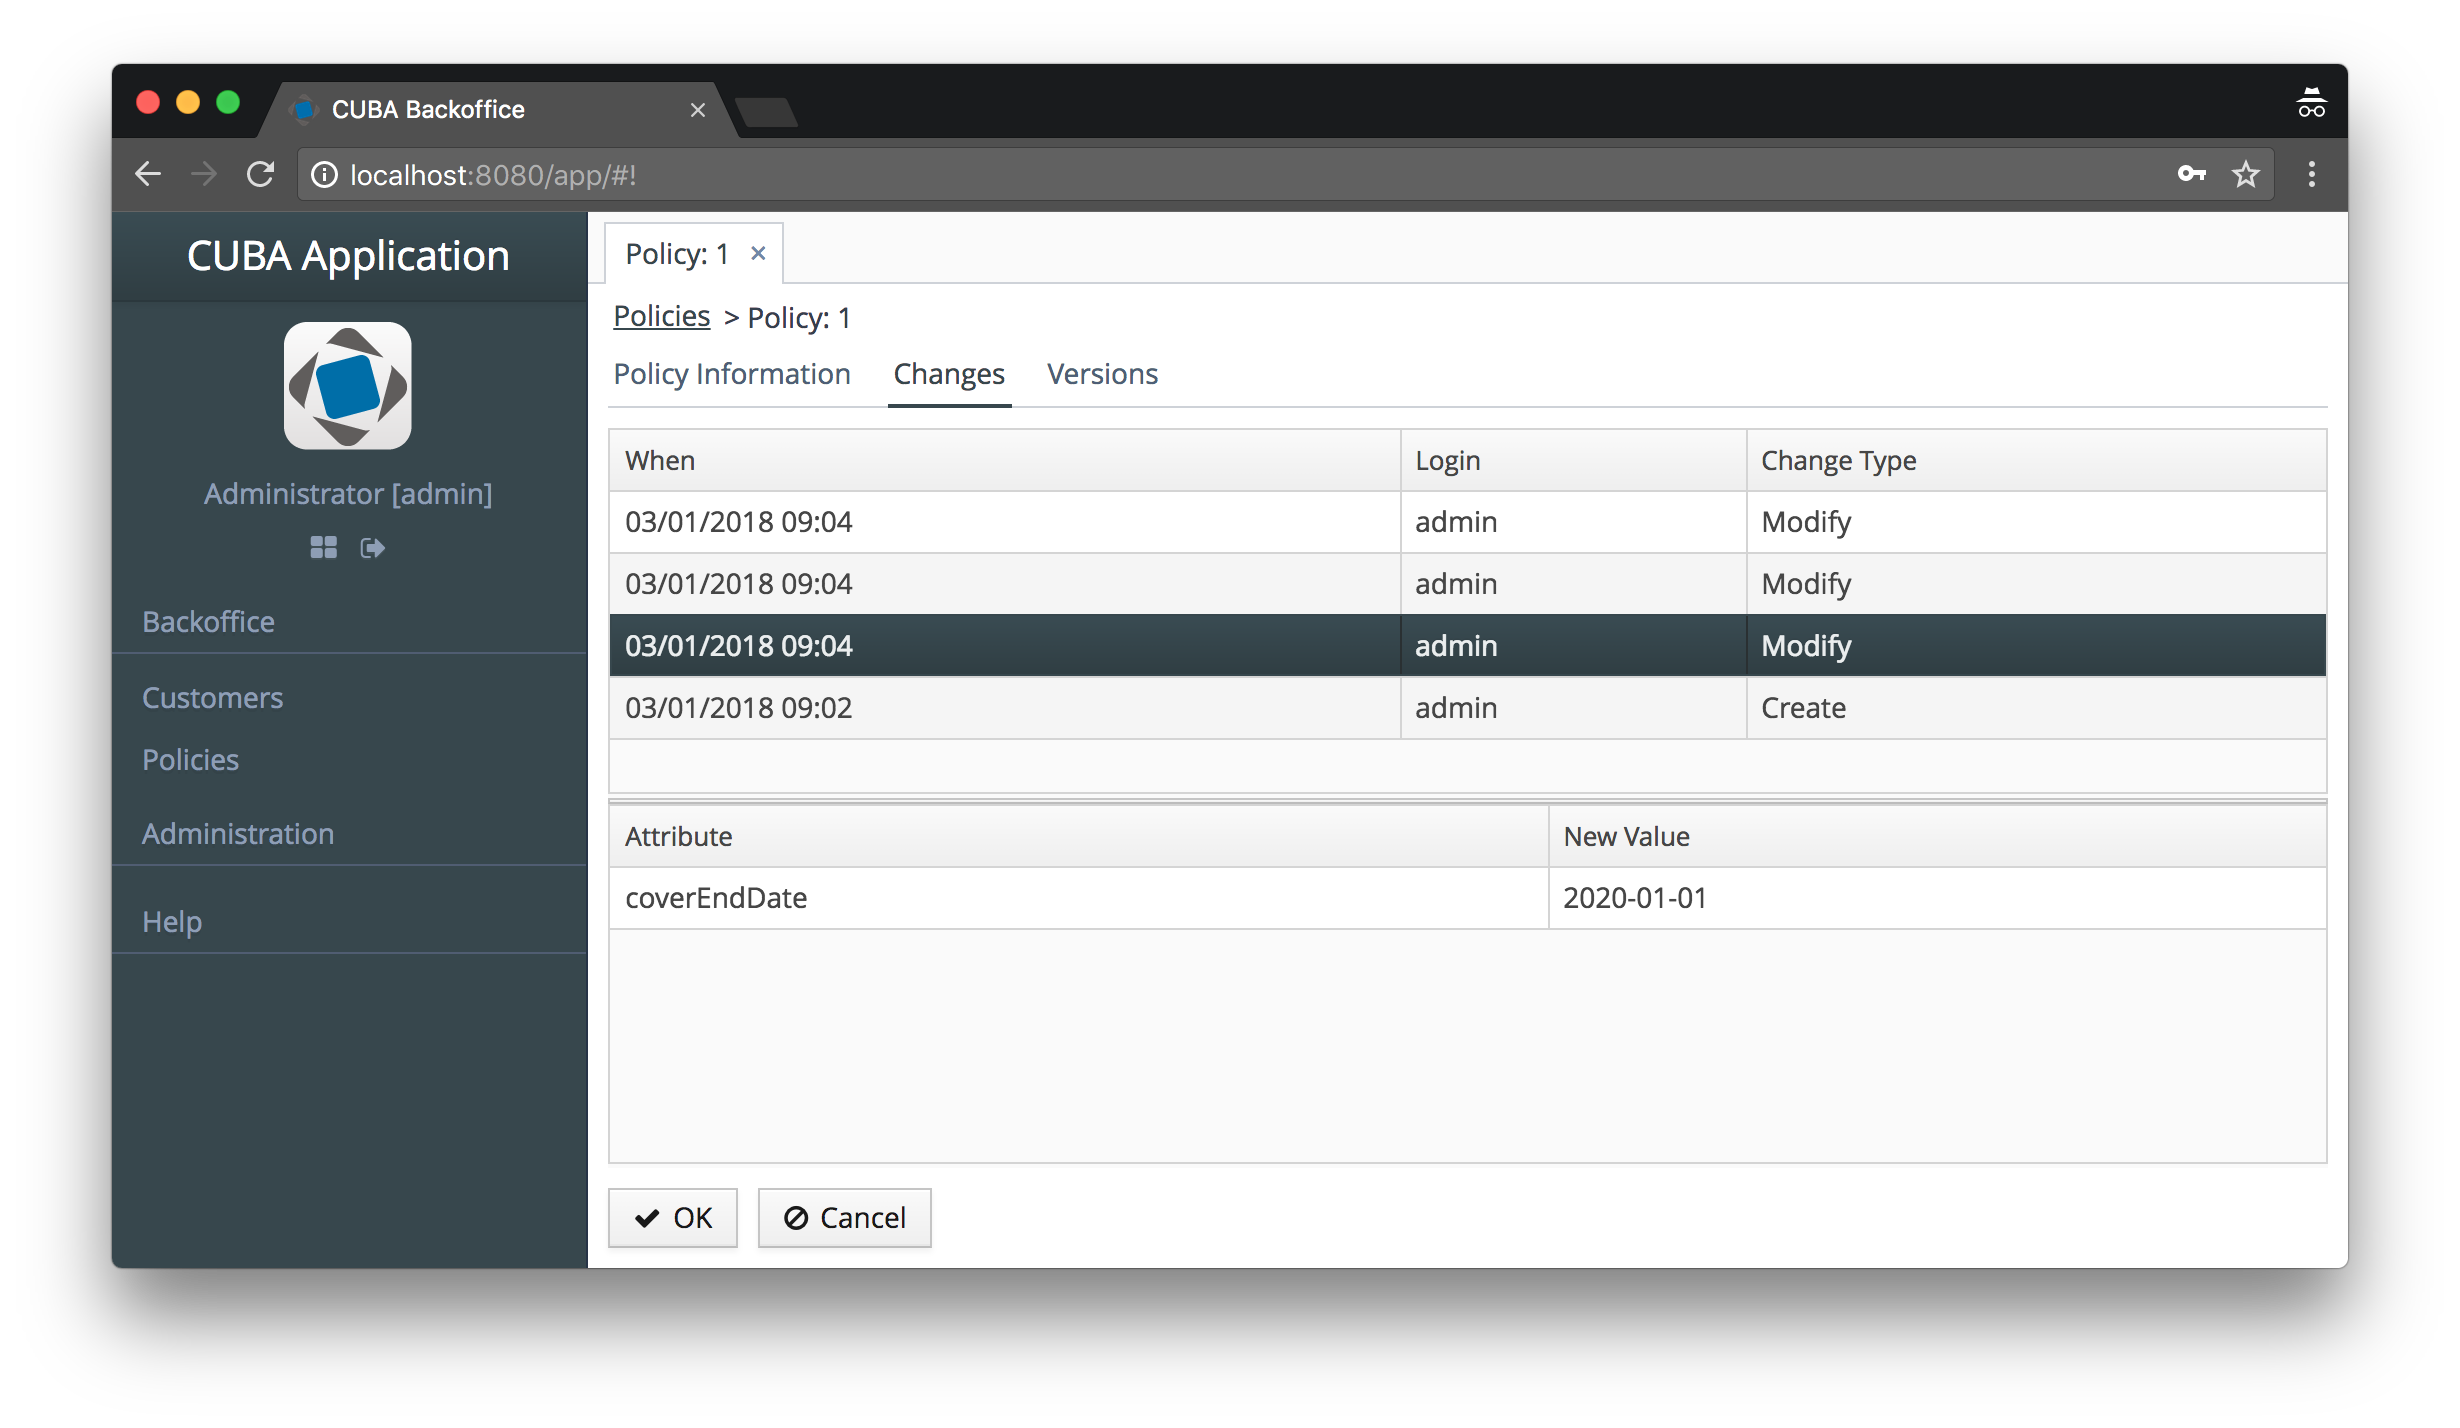 CUBA Backoffice
localhost:8080/app/#!
CUBA Application
Administrator [admin]
Backoffice
Customers
Policies
Administration
Help
Policy: 1
Policies > Policy: 1
Policy Information Changes Versions
When Login Change Type
03/01/2018 09:04 admin Modify
03/01/2018 09:04 admin Modify
03/01/2018 09:04 admin Modify
03/01/2018 09:02 admin Create
Attribute New Value
coverEndDate 2020-01-01
OK Cancel